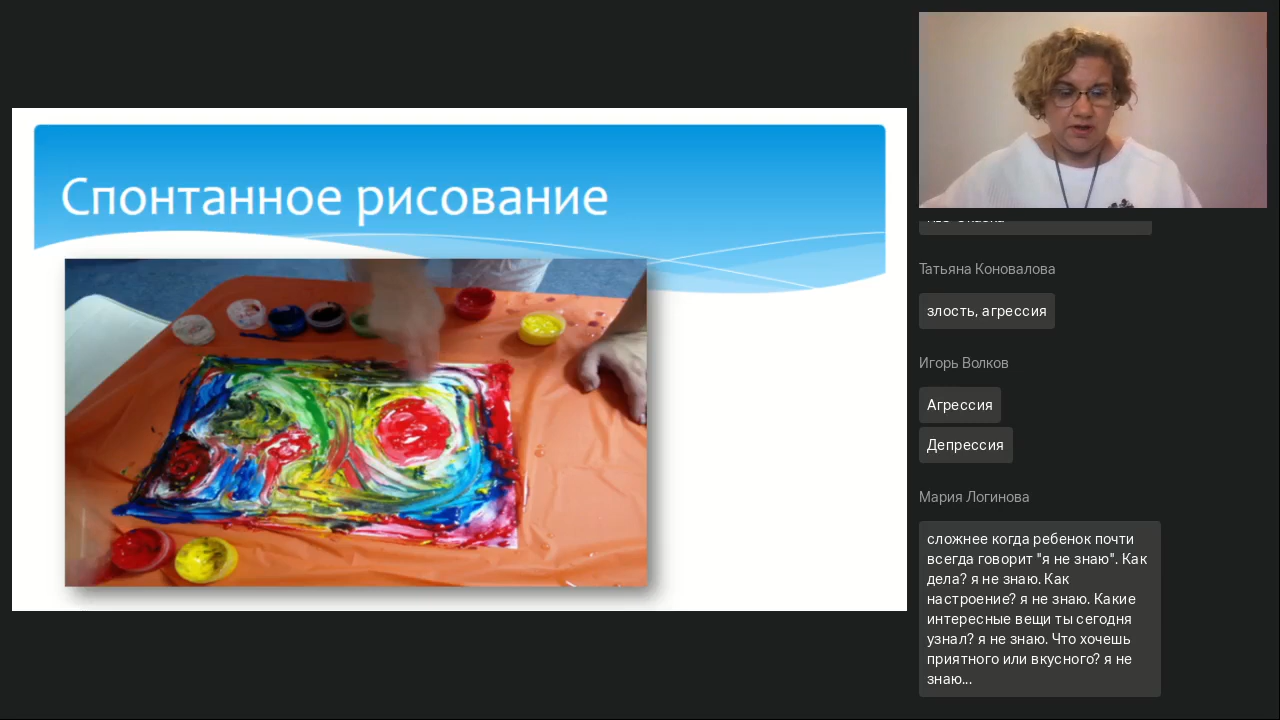 Спонтанное рисование
Татьяна Коновалова
злость, агрессия
Игорь Волков
Агрессия
Депрессия
Мария Логинова
сложнее когда ребенок почти
всегда говорит "я не знаю". Как
дела? я не знаю. Как
настроение? я не знаю. Какие
интересные вещи ты сегодня
узнал? я не знаю. Что хочешь
приятного или вкусного? я не
знаю...